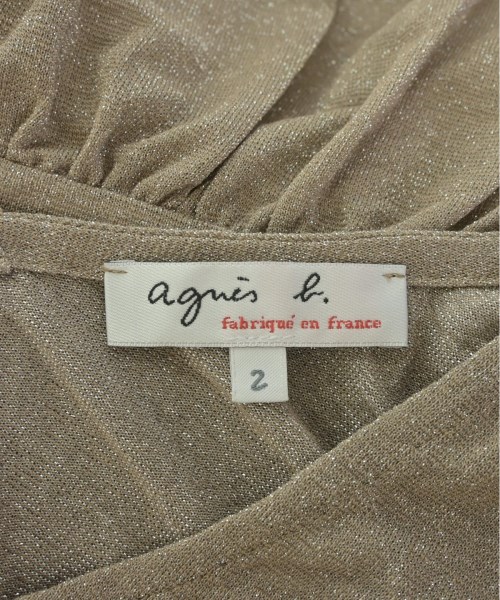 agnès b.
fabriqué en france
2